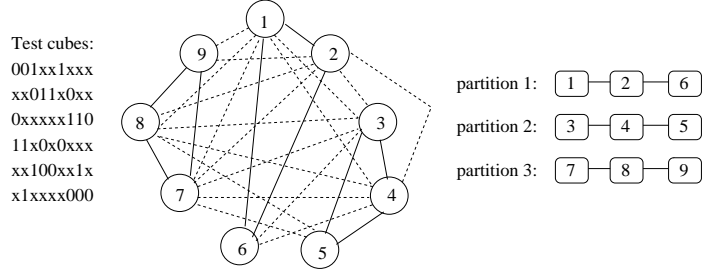 Test cubes:
001xx1xxx
xx011x0xx
0xxxxx110
11x0x0xxx
xx100xx1x
x1xxxx000
1
2
3
4
5
6
7
8
9
partition 1: 1 2 6
partition 2: 3 4 5
partition 3: 7 8 9